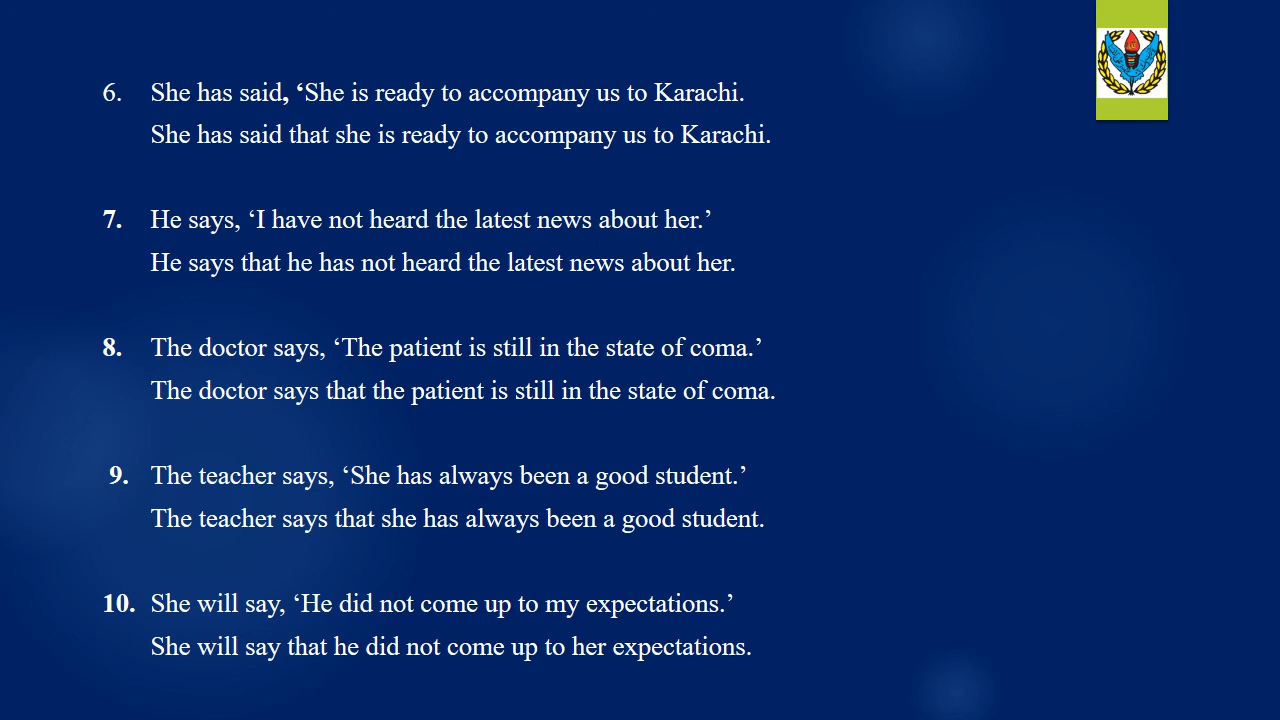 6. She has said, ‘She is ready to accompany us to Karachi.
She has said that she is ready to accompany us to Karachi.
7. He says, ‘I have not heard the latest news about her.’
He says that he has not heard the latest news about her.
8. The doctor says, ‘The patient is still in the state of coma.’
The doctor says that the patient is still in the state of coma.
9. The teacher says, ‘She has always been a good student.’
The teacher says that she has always been a good student.
10. She will say, ‘He did not come up to my expectations.’
She will say that he did not come up to her expectations.